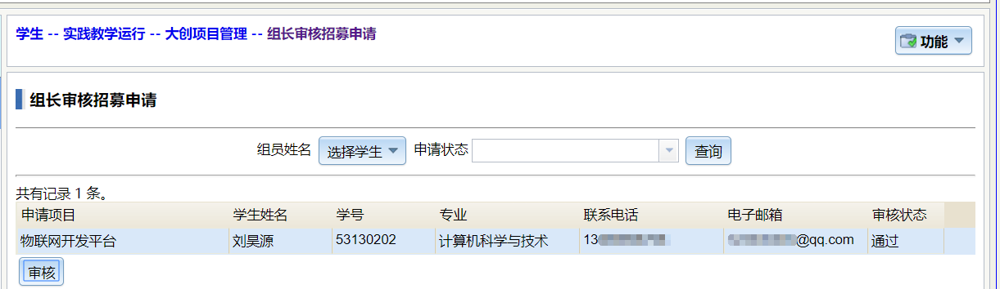 学生 -- 实践教学运行 -- 大创项目管理 -- 组长审核招募申请
功能
组长审核招募申请
组员姓名 选择学生 申请状态 查询
共有记录 1 条。
申请项目 学生姓名 学号 专业 联系电话 电子邮箱 审核状态
物联网开发平台 刘昊源 53130202 计算机科学与技术 13 @qq.com 通过
审核